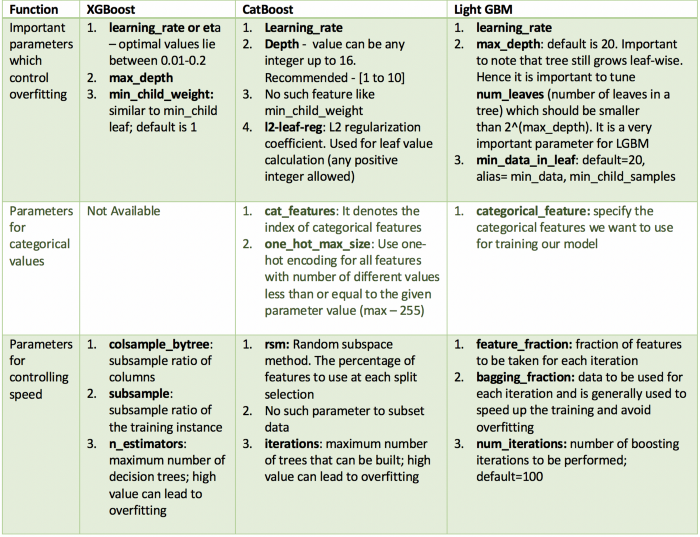 Function
XGBoost
CatBoost
Light GBM
Important
parameters
which
control
overfitting
1. learning_rate or eta
– optimal values lie
between 0.01-0.2
2. max_depth
3. min_child_weight:
similar to min_child
leaf; default is 1
1. Learning_rate
2. Depth - value can be any
integer up to 16.
Recommended - [1 to 10]
3. No such feature like
min_child_weight
4. l2-leaf-reg: L2 regularization
coefficient. Used for leaf value
calculation (any positive
integer allowed)
1. learning_rate
2. max_depth: default is 20. Important
to note that tree still grows leaf-wise.
Hence it is important to tune
num_leaves (number of leaves in a
tree) which should be smaller
than 2^(max_depth). It is a very
important parameter for LGBM
3. min_data_in_leaf: default=20,
alias= min_data, min_child_samples
Parameters
for
categorical
values
Not Available
1. cat_features: It denotes the
index of categorical features
2. one_hot_max_size: Use one-
hot encoding for all features
with number of different values
less than or equal to the given
parameter value (max – 255)
1. categorical_feature: specify the
categorical features we want to use
for training our model
Parameters
for
controlling
speed
1. colsample_bytree:
subsample ratio of
columns
2. subsample:
subsample ratio of
the training instance
3. n_estimators:
maximum number of
decision trees; high
value can lead to
overfitting
1. rsm: Random subspace
method. The percentage of
features to use at each split
selection
2. No such parameter to subset
data
3. iterations: maximum number
of trees that can be built; high
value can lead to overfitting
1. feature_fraction: fraction of features
to be taken for each iteration
2. bagging_fraction: data to be used for
each iteration and is generally used to
speed up the training and avoid
overfitting
3. num_iterations: number of boosting
iterations to be performed;
default=100